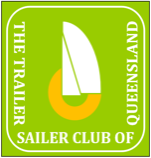 THE TRAILER
SAILER CLUB OF
QUEENSLAND